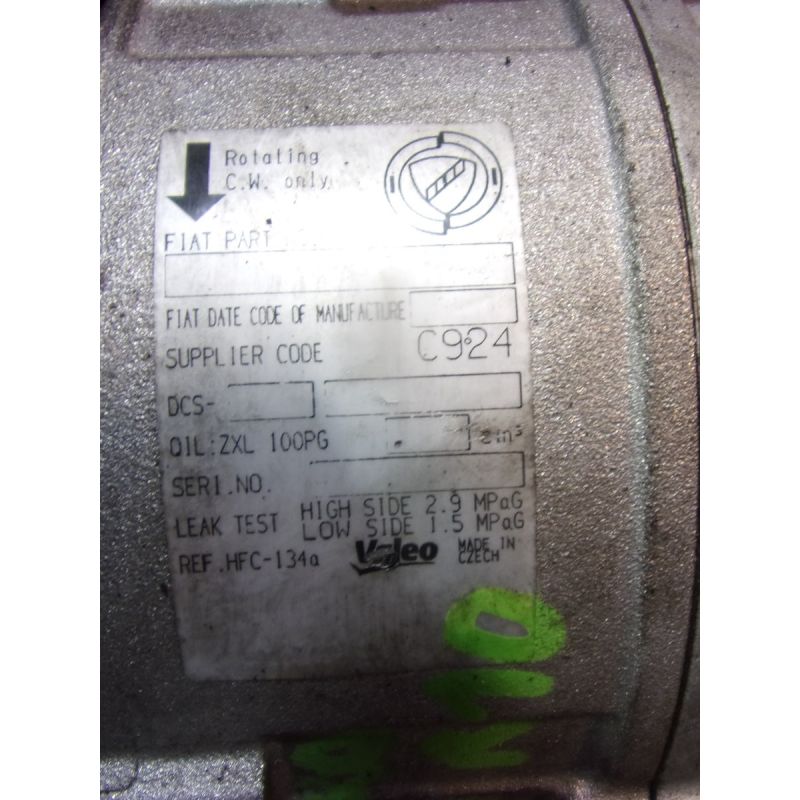 Rotating
C.W. only
FIAT PART
FIAT DATE CODE OF MANUFACTURE
SUPPLIER CODE C924
DCS-
OIL:ZXL 100PG cm³
SERI.NO.
LEAK TEST HIGH SIDE 2.9 MPaG
LOW SIDE 1.5 MPaG
REF.HFC-134a Valeo MADE IN
CZECH